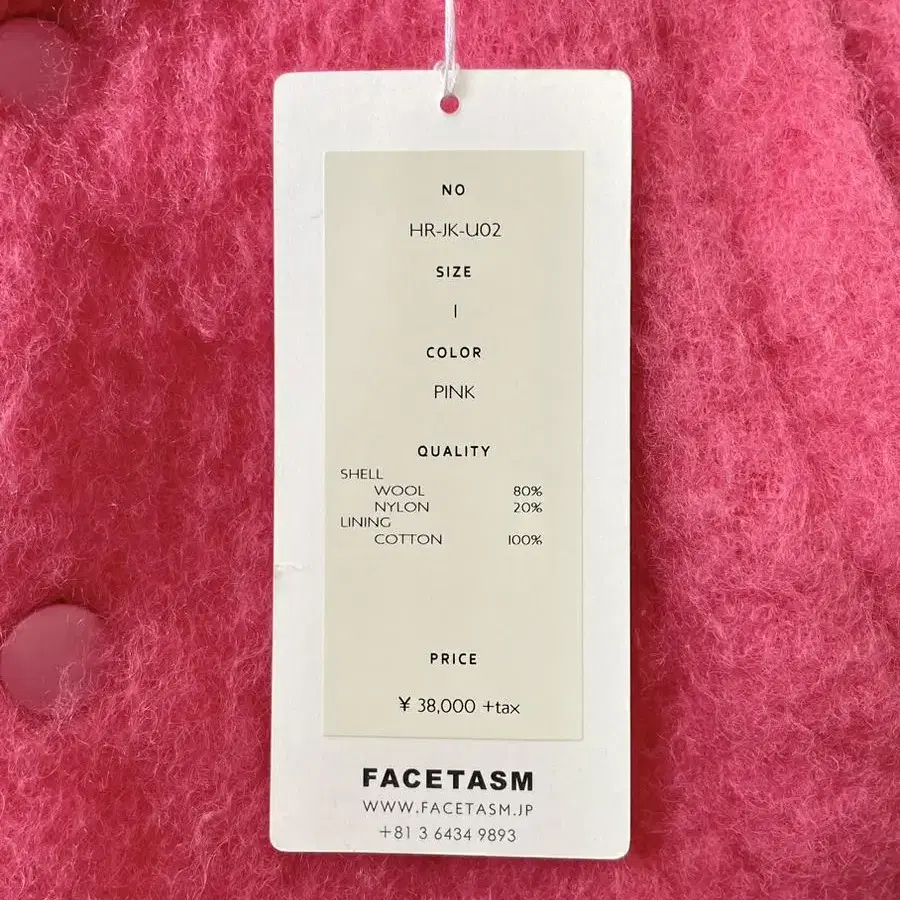 NO
HR-JK-U02
SIZE
1
COLOR
PINK
QUALITY
SHELL
WOOL 80%
NYLON 20%
LINING
COTTON 100%
PRICE
¥ 38,000 +tax
FACETASM
WWW.FACETASM.JP
+81 3 6434 9893